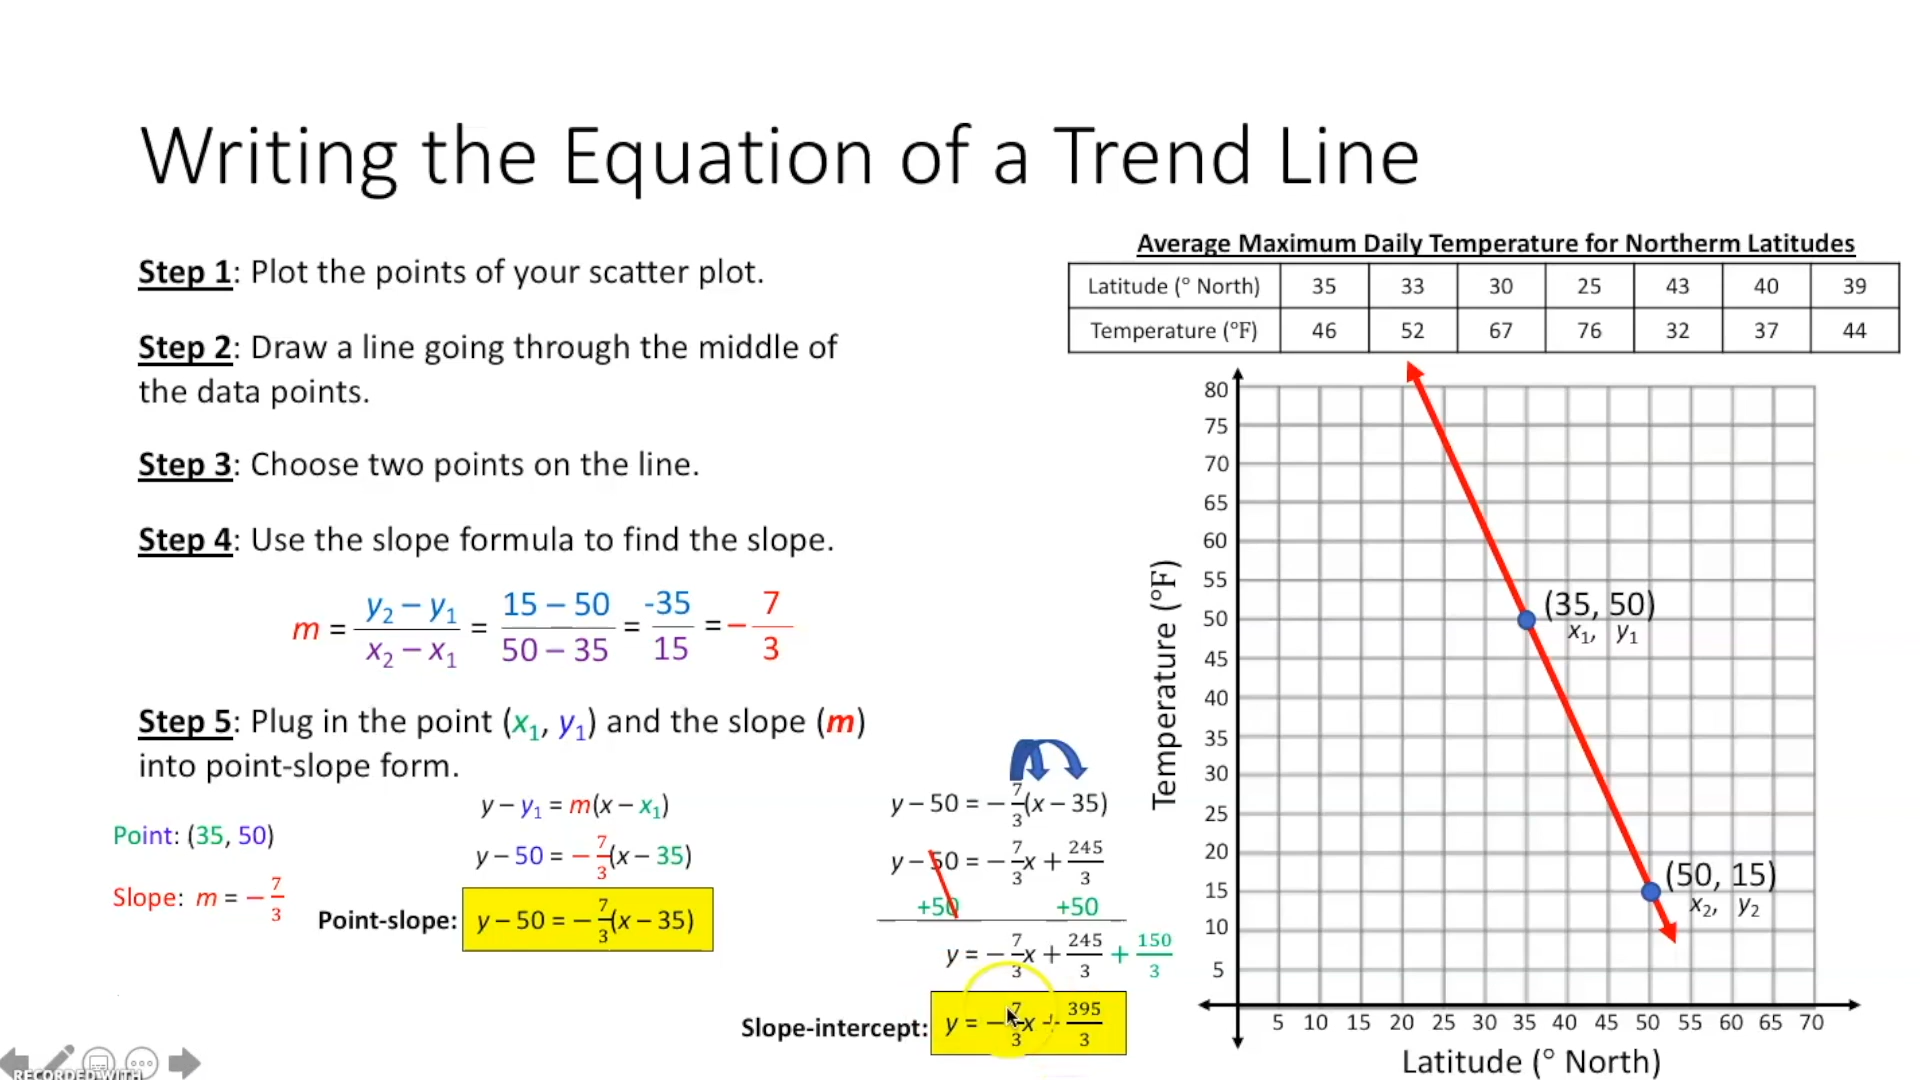 Writing the Equation of a Trend Line
Step 1: Plot the points of your scatter plot.
Step 2: Draw a line going through the middle of
the data points.
Step 3: Choose two points on the line.
Step 4: Use the slope formula to find the slope.
m = (y₂ – y₁)/(x₂ – x₁) = (15 – 50)/(50 – 35) = -35/15 = – 7/3
Step 5: Plug in the point (x₁, y₁) and the slope (m)
into point-slope form.
Point: (35, 50)
Slope: m = – 7/3
y – y₁ = m(x – x₁)
y – 50 = – 7/3(x – 35)
Point-slope: y – 50 = – 7/3(x – 35)
y – 50 = – 7/3(x – 35)
y – 50 = – 7/3x + 245/3
+50 +50
y = – 7/3x + 245/3 + 150/3
Slope-intercept: y = – 7/3x + 395/3
Average Maximum Daily Temperature for Northerm Latitudes
Latitude (° North) 35 33 30 25 43 40 39
Temperature (°F) 46 52 67 76 32 37 44
Temperature (°F)
80
75
70
65
60
55
50
45
40
35
30
25
20
15
10
5
(35, 50)
x₁, y₁
(50, 15)
x₂, y₂
5 10 15 20 25 30 35 40 45 50 55 60 65 70
Latitude (° North)
RECORDED WITH